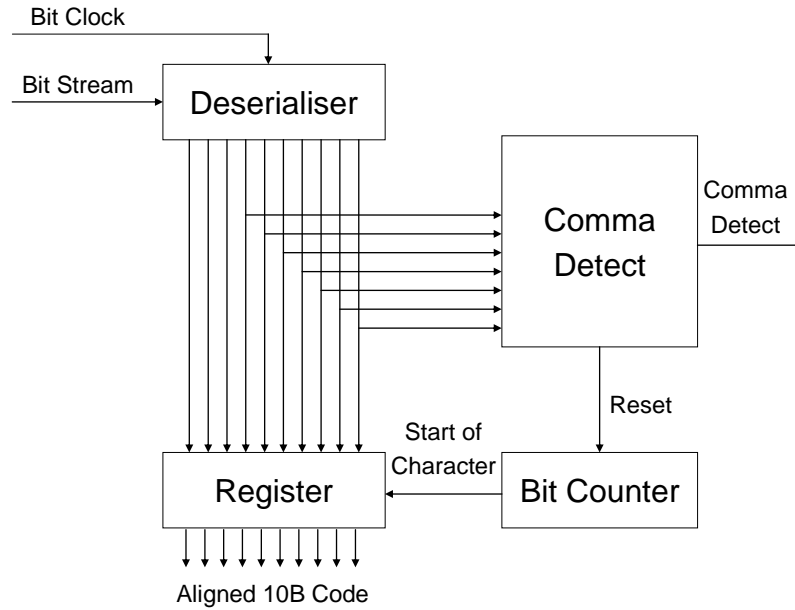 Bit Clock
Bit Stream
Deserialiser
Comma
Detect
Comma
Detect
Reset
Start of
Character
Register
Bit Counter
Aligned 10B Code